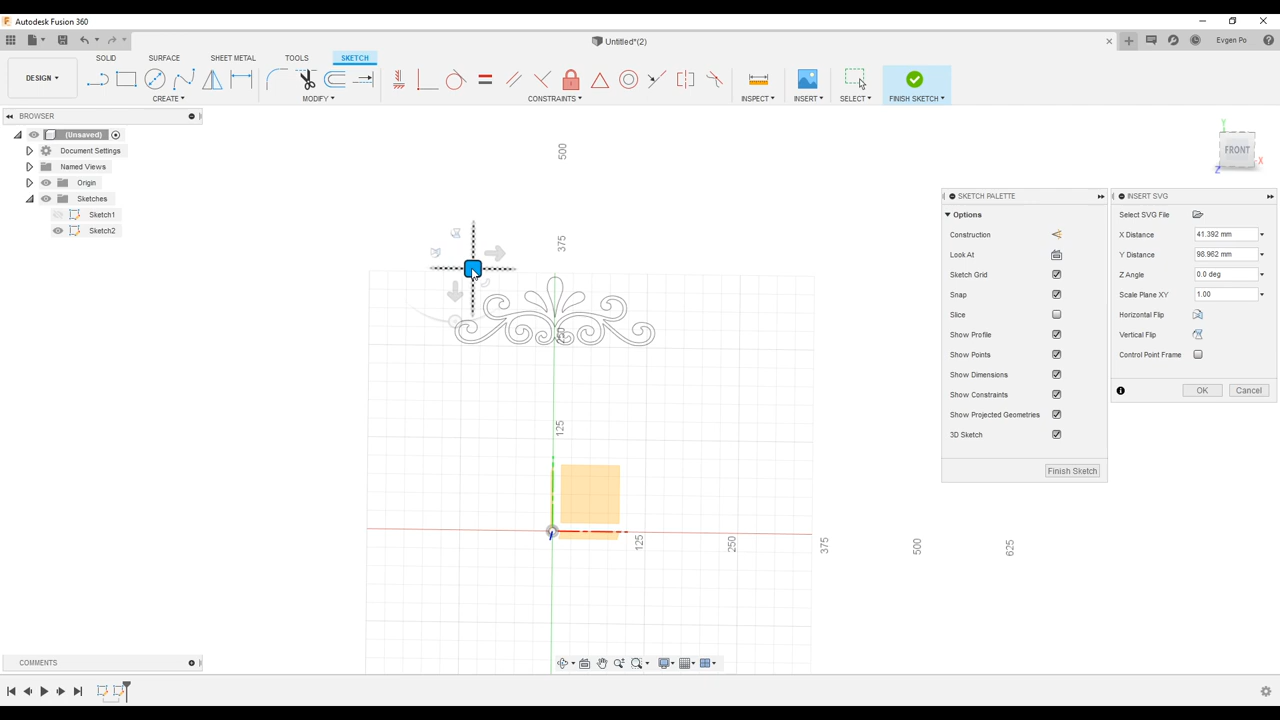 Autodesk Fusion 360
Untitled*(2)
Evgen Po
SOLID SURFACE SHEET METAL TOOLS SKETCH
DESIGN ▾
CREATE ▾ MODIFY ▾ CONSTRAINTS ▾ INSPECT ▾ INSERT ▾ SELECT ▾ FINISH SKETCH ▾
BROWSER
(Unsaved)
Document Settings
Named Views
Origin
Sketches
Sketch1
Sketch2
500
375
250
125
125
250
375
500
625
Y
FRONT
X
Z
SKETCH PALETTE
Options
Construction
Look At
Sketch Grid
Snap
Slice
Show Profile
Show Points
Show Dimensions
Show Constraints
Show Projected Geometries
3D Sketch
Finish Sketch
INSERT SVG
Select SVG File
X Distance 41.392 mm
Y Distance 98.962 mm
Z Angle 0.0 deg
Scale Plane XY 1.00
Horizontal Flip
Vertical Flip
Control Point Frame
OK Cancel
COMMENTS